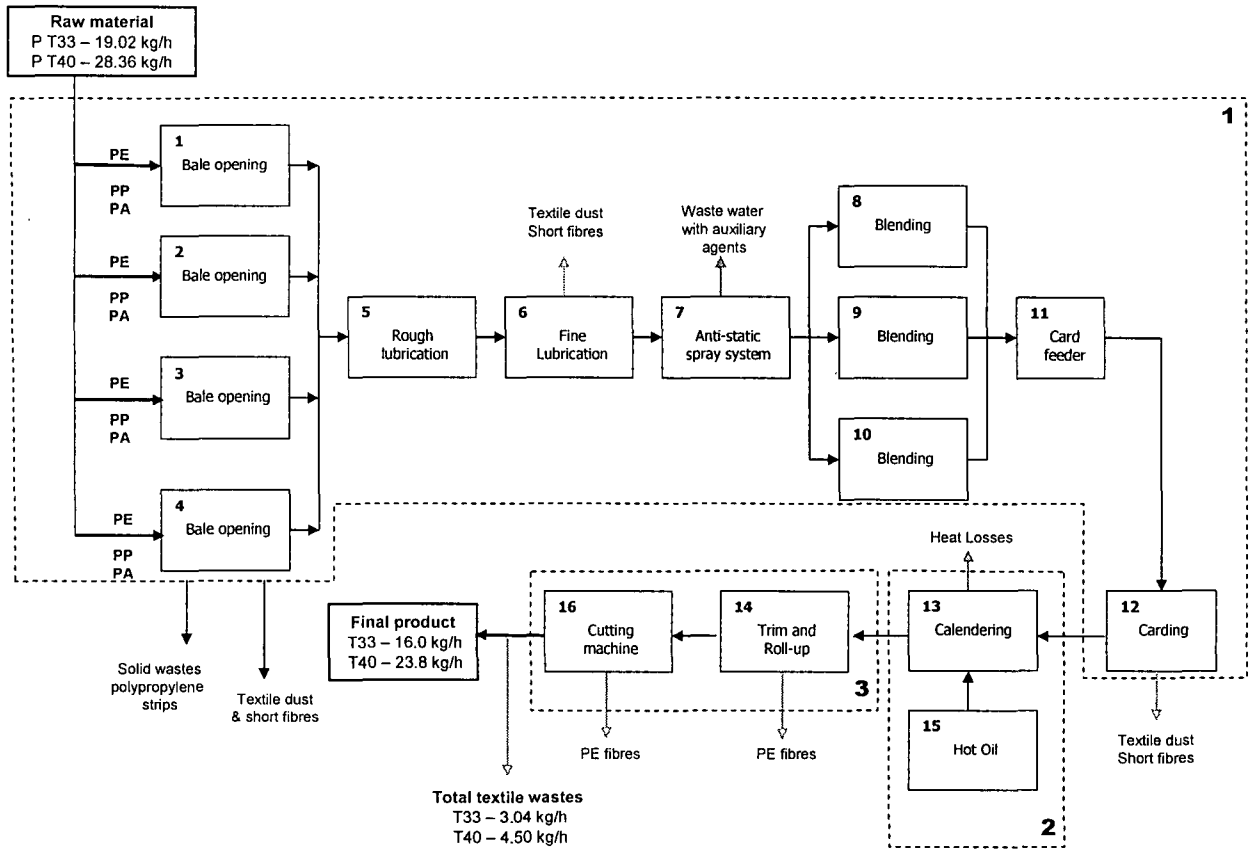 Raw material
P T33 – 19.02 kg/h
P T40 – 28.36 kg/h
1
PE
PP
PA
1
Bale opening
PE
PP
PA
2
Bale opening
PE
PP
PA
3
Bale opening
PE
PP
PA
4
Bale opening
5
Rough
lubrication
Textile dust
Short fibres
6
Fine
Lubrication
Waste water
with auxiliary
agents
7
Anti-static
spray system
8
Blending
9
Blending
10
Blending
11
Card
feeder
12
Carding
Textile dust
Short fibres
Heat Losses
13
Calendering
15
Hot Oil
2
14
Trim and
Roll-up
PE fibres
16
Cutting
machine
PE fibres
3
Final product
T33 – 16.0 kg/h
T40 – 23.8 kg/h
Total textile wastes
T33 – 3.04 kg/h
T40 – 4.50 kg/h
Solid wastes
polypropylene
strips
Textile dust
& short fibres